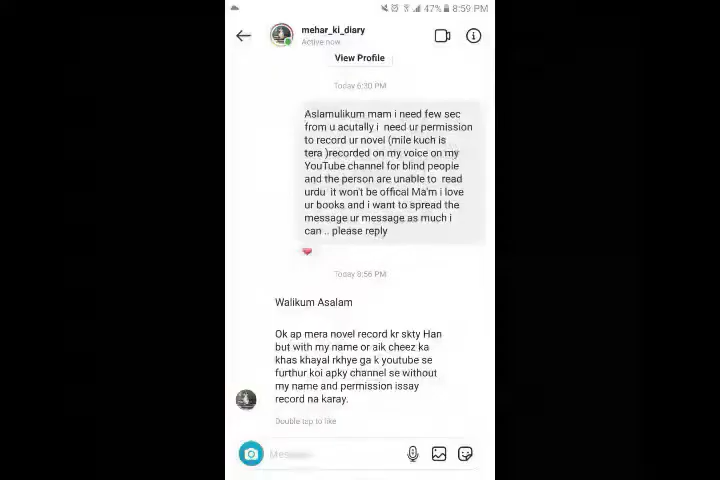 47% 8:59 PM
mehar_ki_diary
Active now
View Profile
Today 6:30 PM
Aslamulikum mam i need few sec
from u acutally i need ur permission
to record ur novel (mile kuch is
tera )recorded on my voice on my
YouTube channel for blind people
and the person are unable to read
urdu it won't be offical Ma'm i love
ur books and i want to spread the
message ur message as much i
can .. please reply
Today 8:56 PM
Walikum Asalam
Ok ap mera novel record kr skty Han
but with my name or aik cheez ka
khas khayal rkhye ga k youtube se
furthur koi apky channel se without
my name and permission issay
record na karay.
Double tap to like